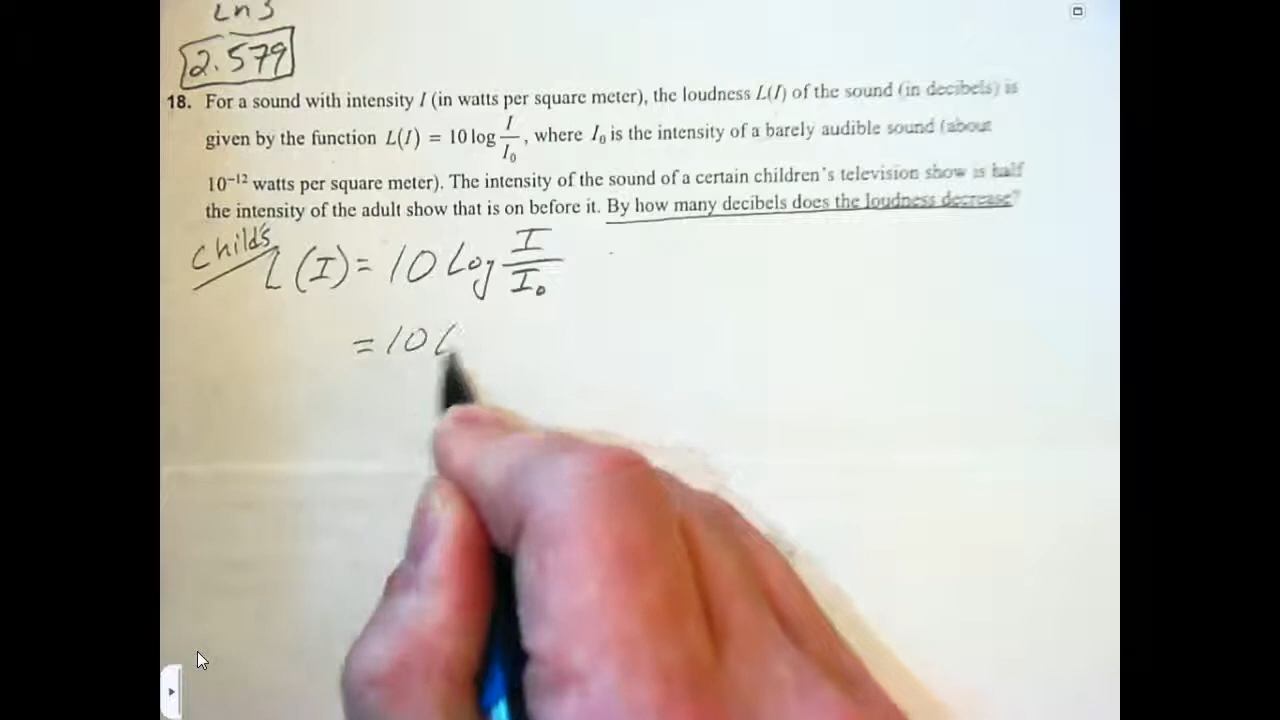 Ln 3
2.579
18. For a sound with intensity I (in watts per square meter), the loudness L(I) of the sound (in decibels) is
given by the function L(I) = 10 log I/I₀, where I₀ is the intensity of a barely audible sound (about
10⁻¹² watts per square meter). The intensity of the sound of a certain children's television show is half
the intensity of the adult show that is on before it. By how many decibels does the loudness decrease?
Child's
L(I) = 10 Log I/I₀
= 10 L